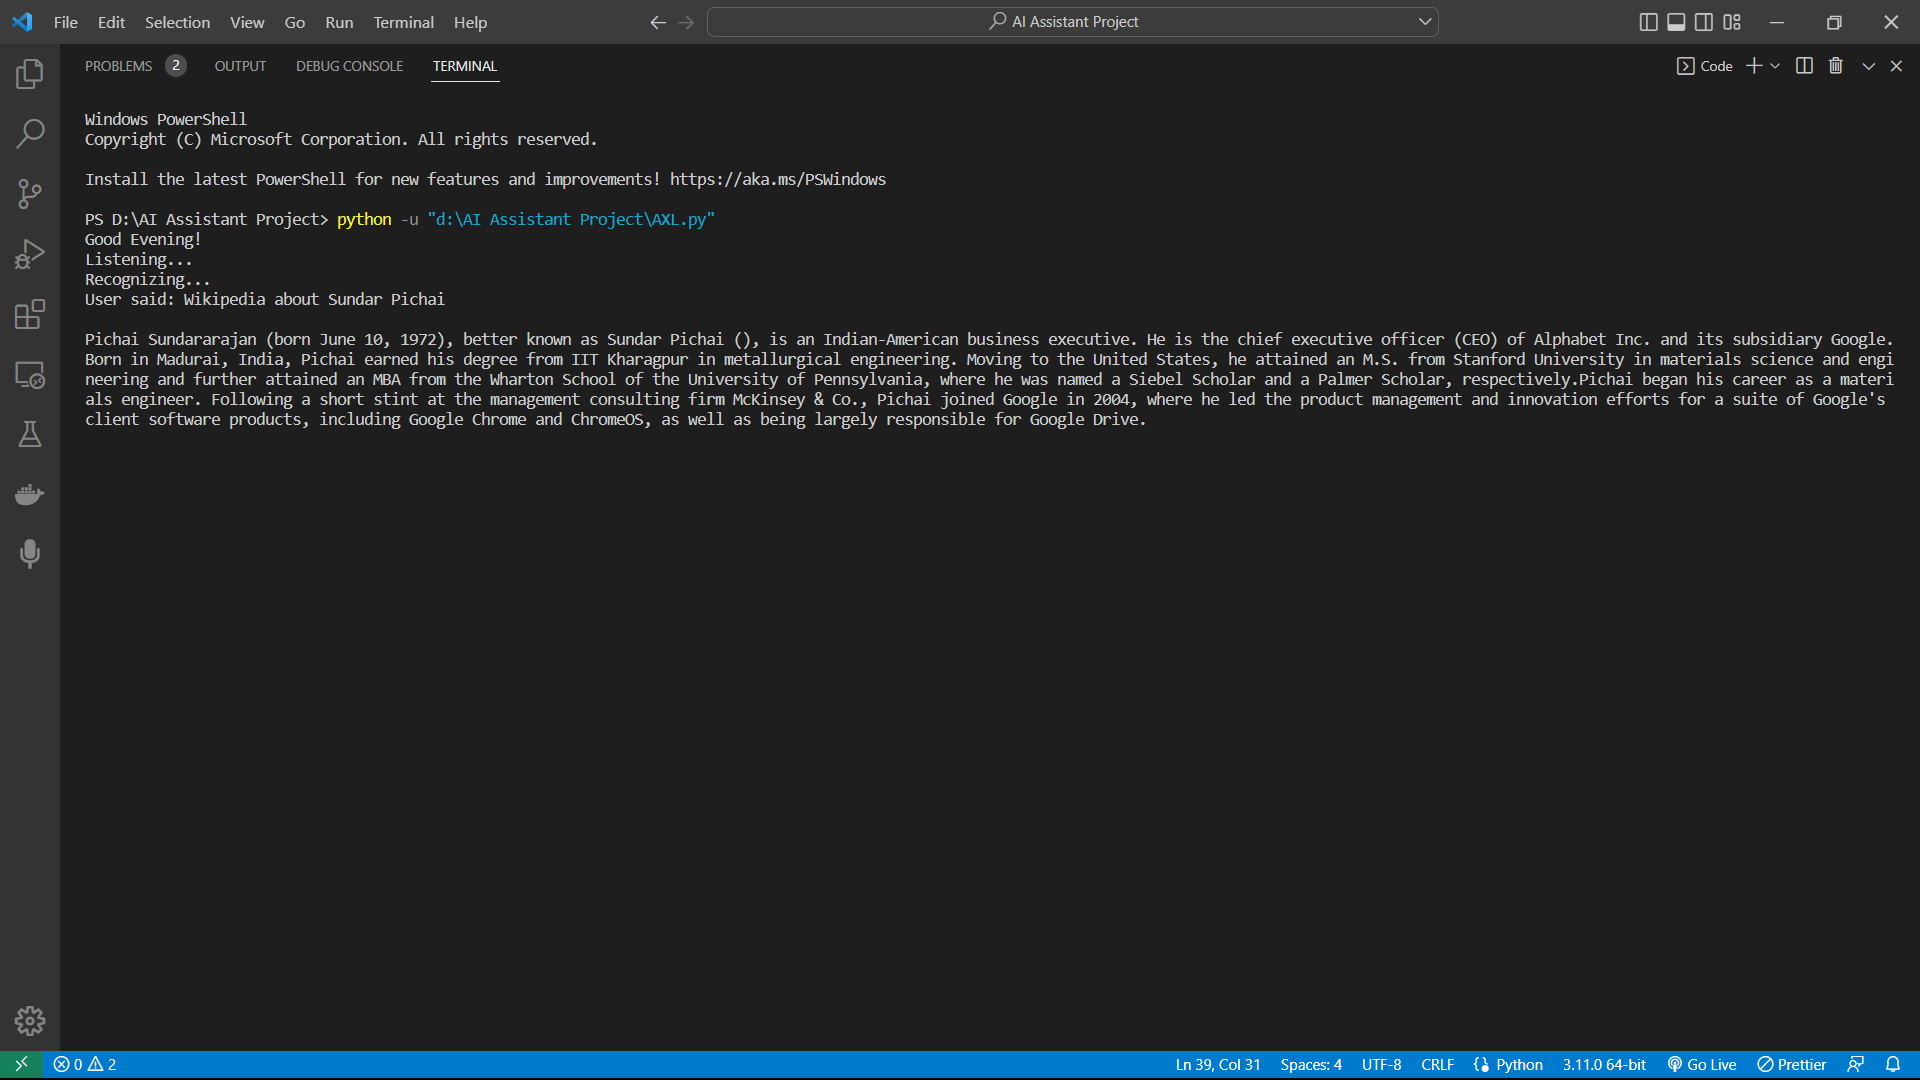 File Edit Selection View Go Run Terminal Help
AI Assistant Project
PROBLEMS 2 OUTPUT DEBUG CONSOLE TERMINAL
Code
Windows PowerShell
Copyright (C) Microsoft Corporation. All rights reserved.
Install the latest PowerShell for new features and improvements! https://aka.ms/PSWindows
PS D:\AI Assistant Project> python -u "d:\AI Assistant Project\AXL.py"
Good Evening!
Listening...
Recognizing...
User said: Wikipedia about Sundar Pichai
Pichai Sundararajan (born June 10, 1972), better known as Sundar Pichai (), is an Indian-American business executive. He is the chief executive officer (CEO) of Alphabet Inc. and its subsidiary Google.
Born in Madurai, India, Pichai earned his degree from IIT Kharagpur in metallurgical engineering. Moving to the United States, he attained an M.S. from Stanford University in materials science and engi
neering and further attained an MBA from the Wharton School of the University of Pennsylvania, where he was named a Siebel Scholar and a Palmer Scholar, respectively.Pichai began his career as a materi
als engineer. Following a short stint at the management consulting firm McKinsey & Co., Pichai joined Google in 2004, where he led the product management and innovation efforts for a suite of Google's
client software products, including Google Chrome and ChromeOS, as well as being largely responsible for Google Drive.
0 2 Ln 39, Col 31 Spaces: 4 UTF-8 CRLF Python 3.11.0 64-bit Go Live Prettier